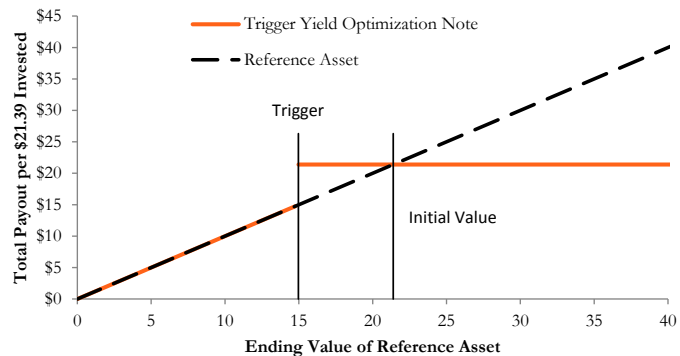 Total Payout per $21.39 Invested
$45
$40
$35
$30
$25
$20
$15
$10
$5
$0
Trigger Yield Optimization Note
Reference Asset
Trigger
Initial Value
0 5 10 15 20 25 30 35 40
Ending Value of Reference Asset